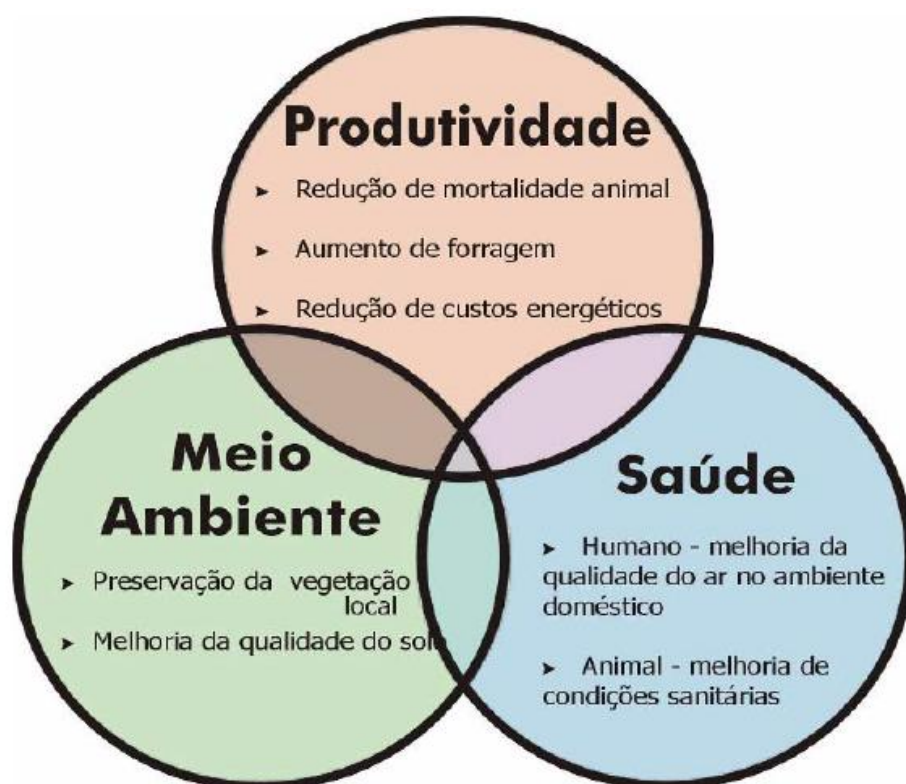 Produtividade
➤ Redução de mortalidade animal
➤ Aumento de forragem
➤ Redução de custos energéticos
Meio
Ambiente
➤ Preservação da vegetação
local
➤ Melhoria da qualidade do solo
Saúde
➤ Humano - melhoria da
qualidade do ar no ambiente
doméstico
➤ Animal - melhoria de
condições sanitárias